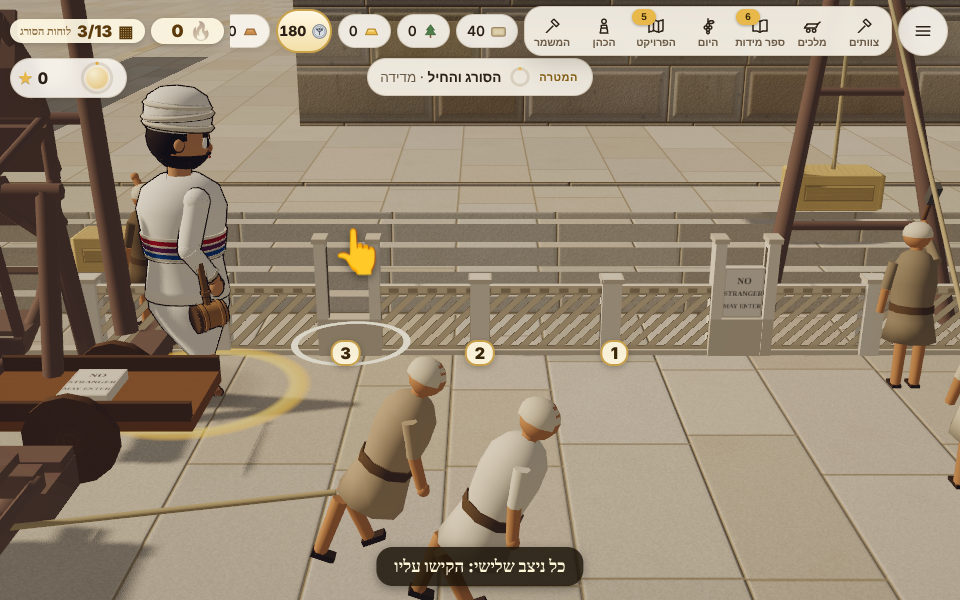 צוותים
מלכים
ספר מידות
6
היום
הפרויקט
5
הכהן
המשמר
40
0
0
180
0
0
3/13 לוחות הסורג
0
המטרה הסורג והחיל · מדידה
NO
STRANGER
MAY ENTER
NO
STRANGER
MAY ENTER
3
2
1
כל ניצב שלישי: הקישו עליו